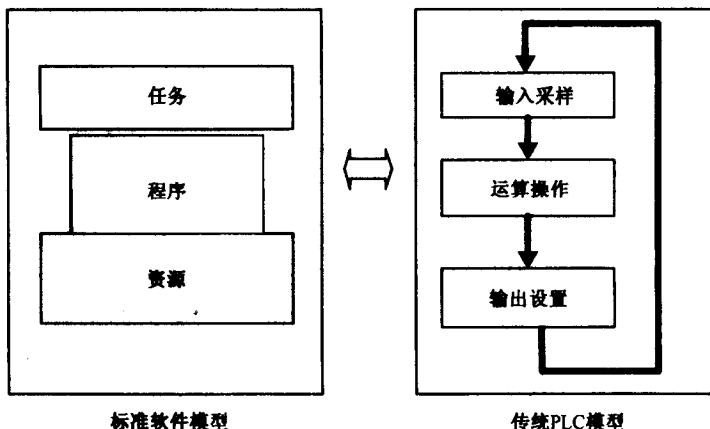 任务
程序
资源
标准软件模型
输入采样
运算操作
输出设置
传统PLC模型